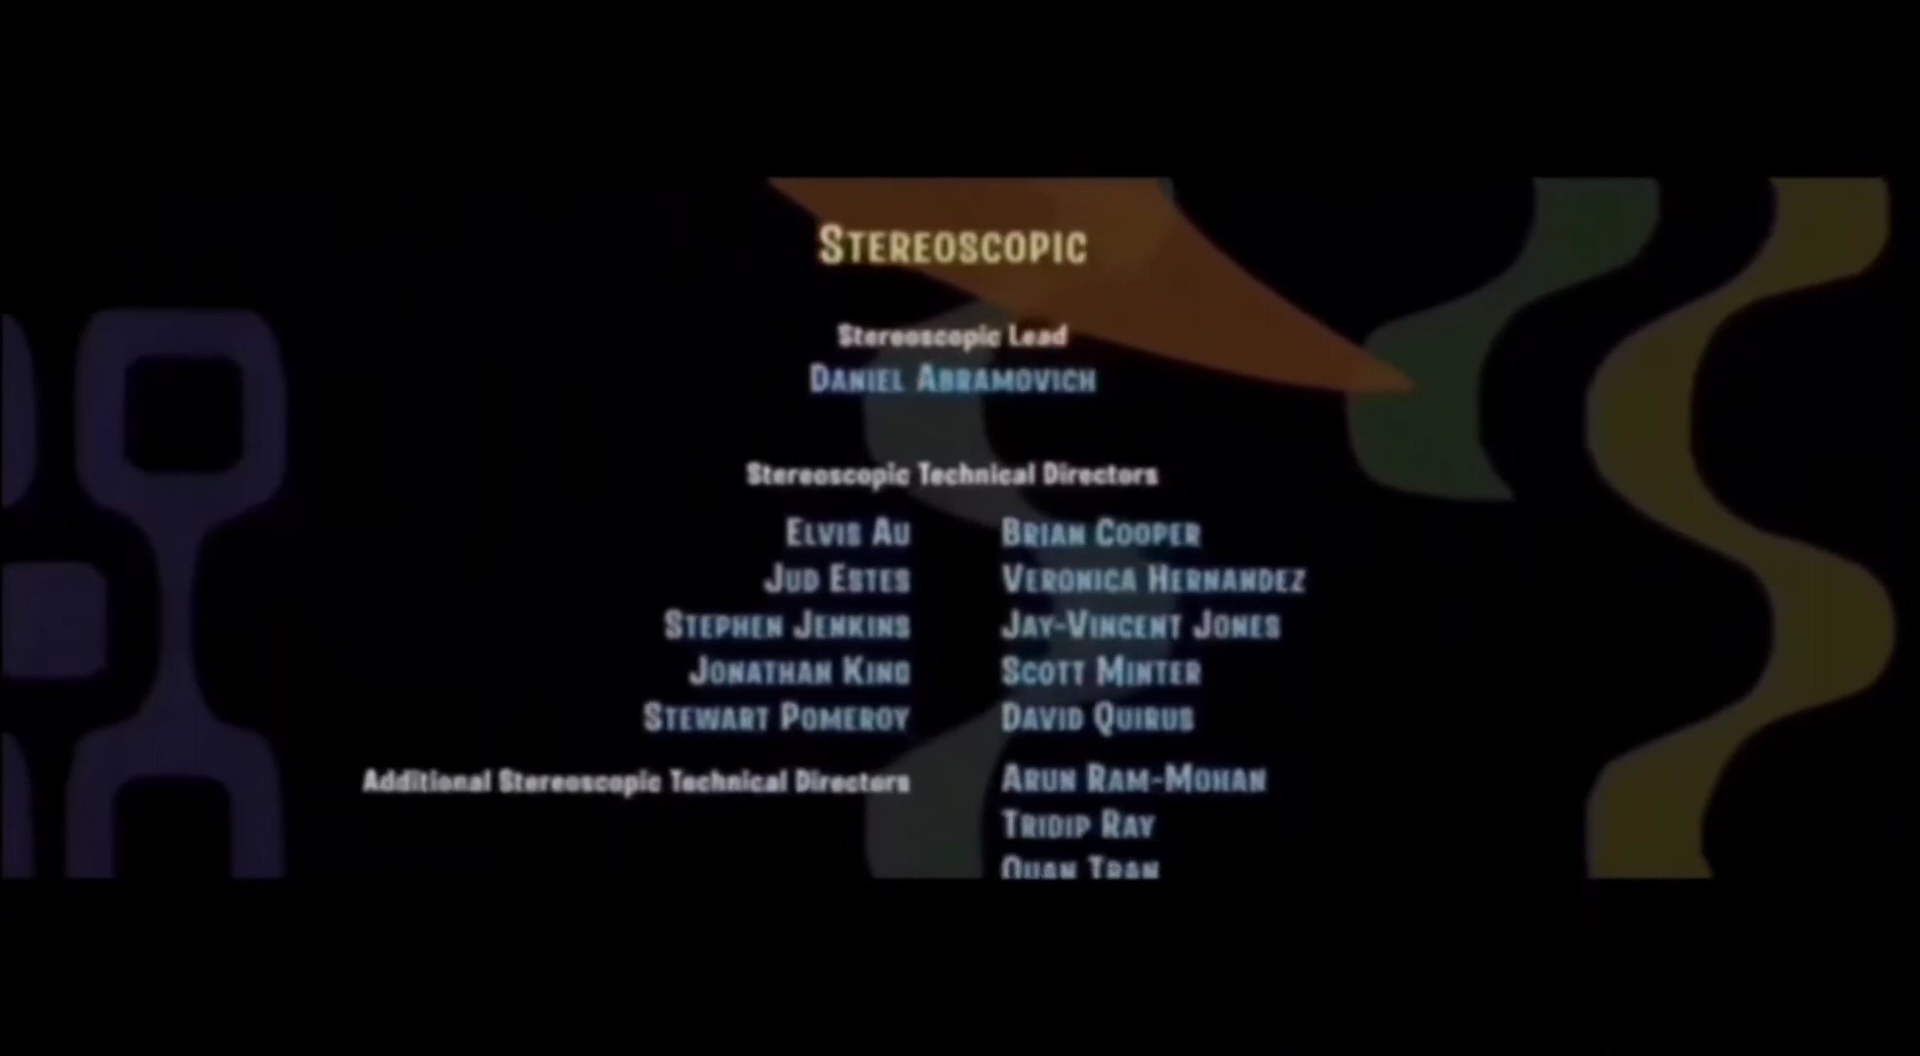 STEREOSCOPIC
Stereoscopic Lead
DANIEL ABRAMOVICH
Stereoscopic Technical Directors
ELVIS AU BRIAN COOPER
JUD ESTES VERONICA HERNANDEZ
STEPHEN JENKINS JAY-VINCENT JONES
JONATHAN KING SCOTT MINTER
STEWART POMEROY DAVID QUIRUS
Additional Stereoscopic Technical Directors ARUN RAM-MOHAN
TRIDIP RAY
QUAN TRAN